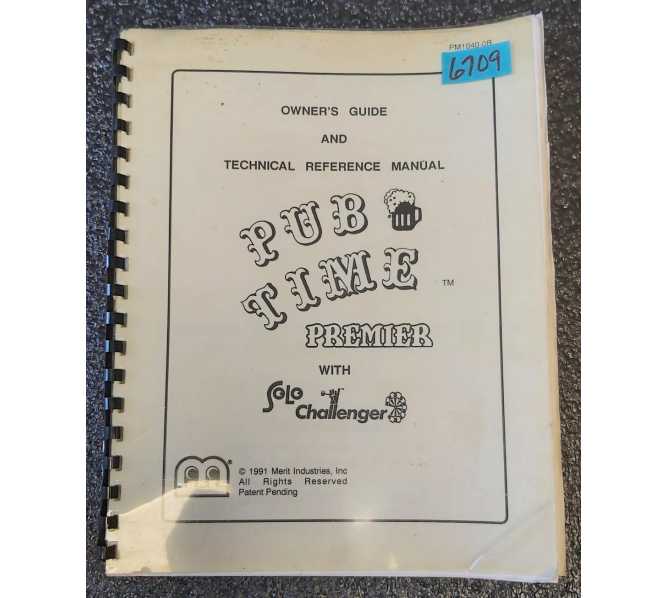 PM1040-0B
6709
OWNER'S GUIDE
AND
TECHNICAL REFERENCE MANUAL
PUB
TIME ™
PREMIER
WITH
SOLO
Challenger
© 1991 Merit Industries, Inc
All Rights Reserved
Patent Pending